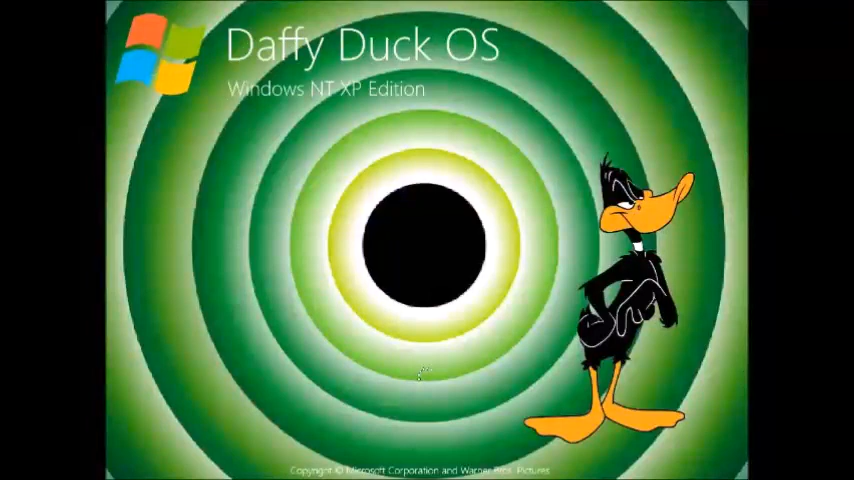 Daffy Duck OS
Windows NT XP Edition
Copyright © Microsoft Corporation and Warner Bros. Pictures